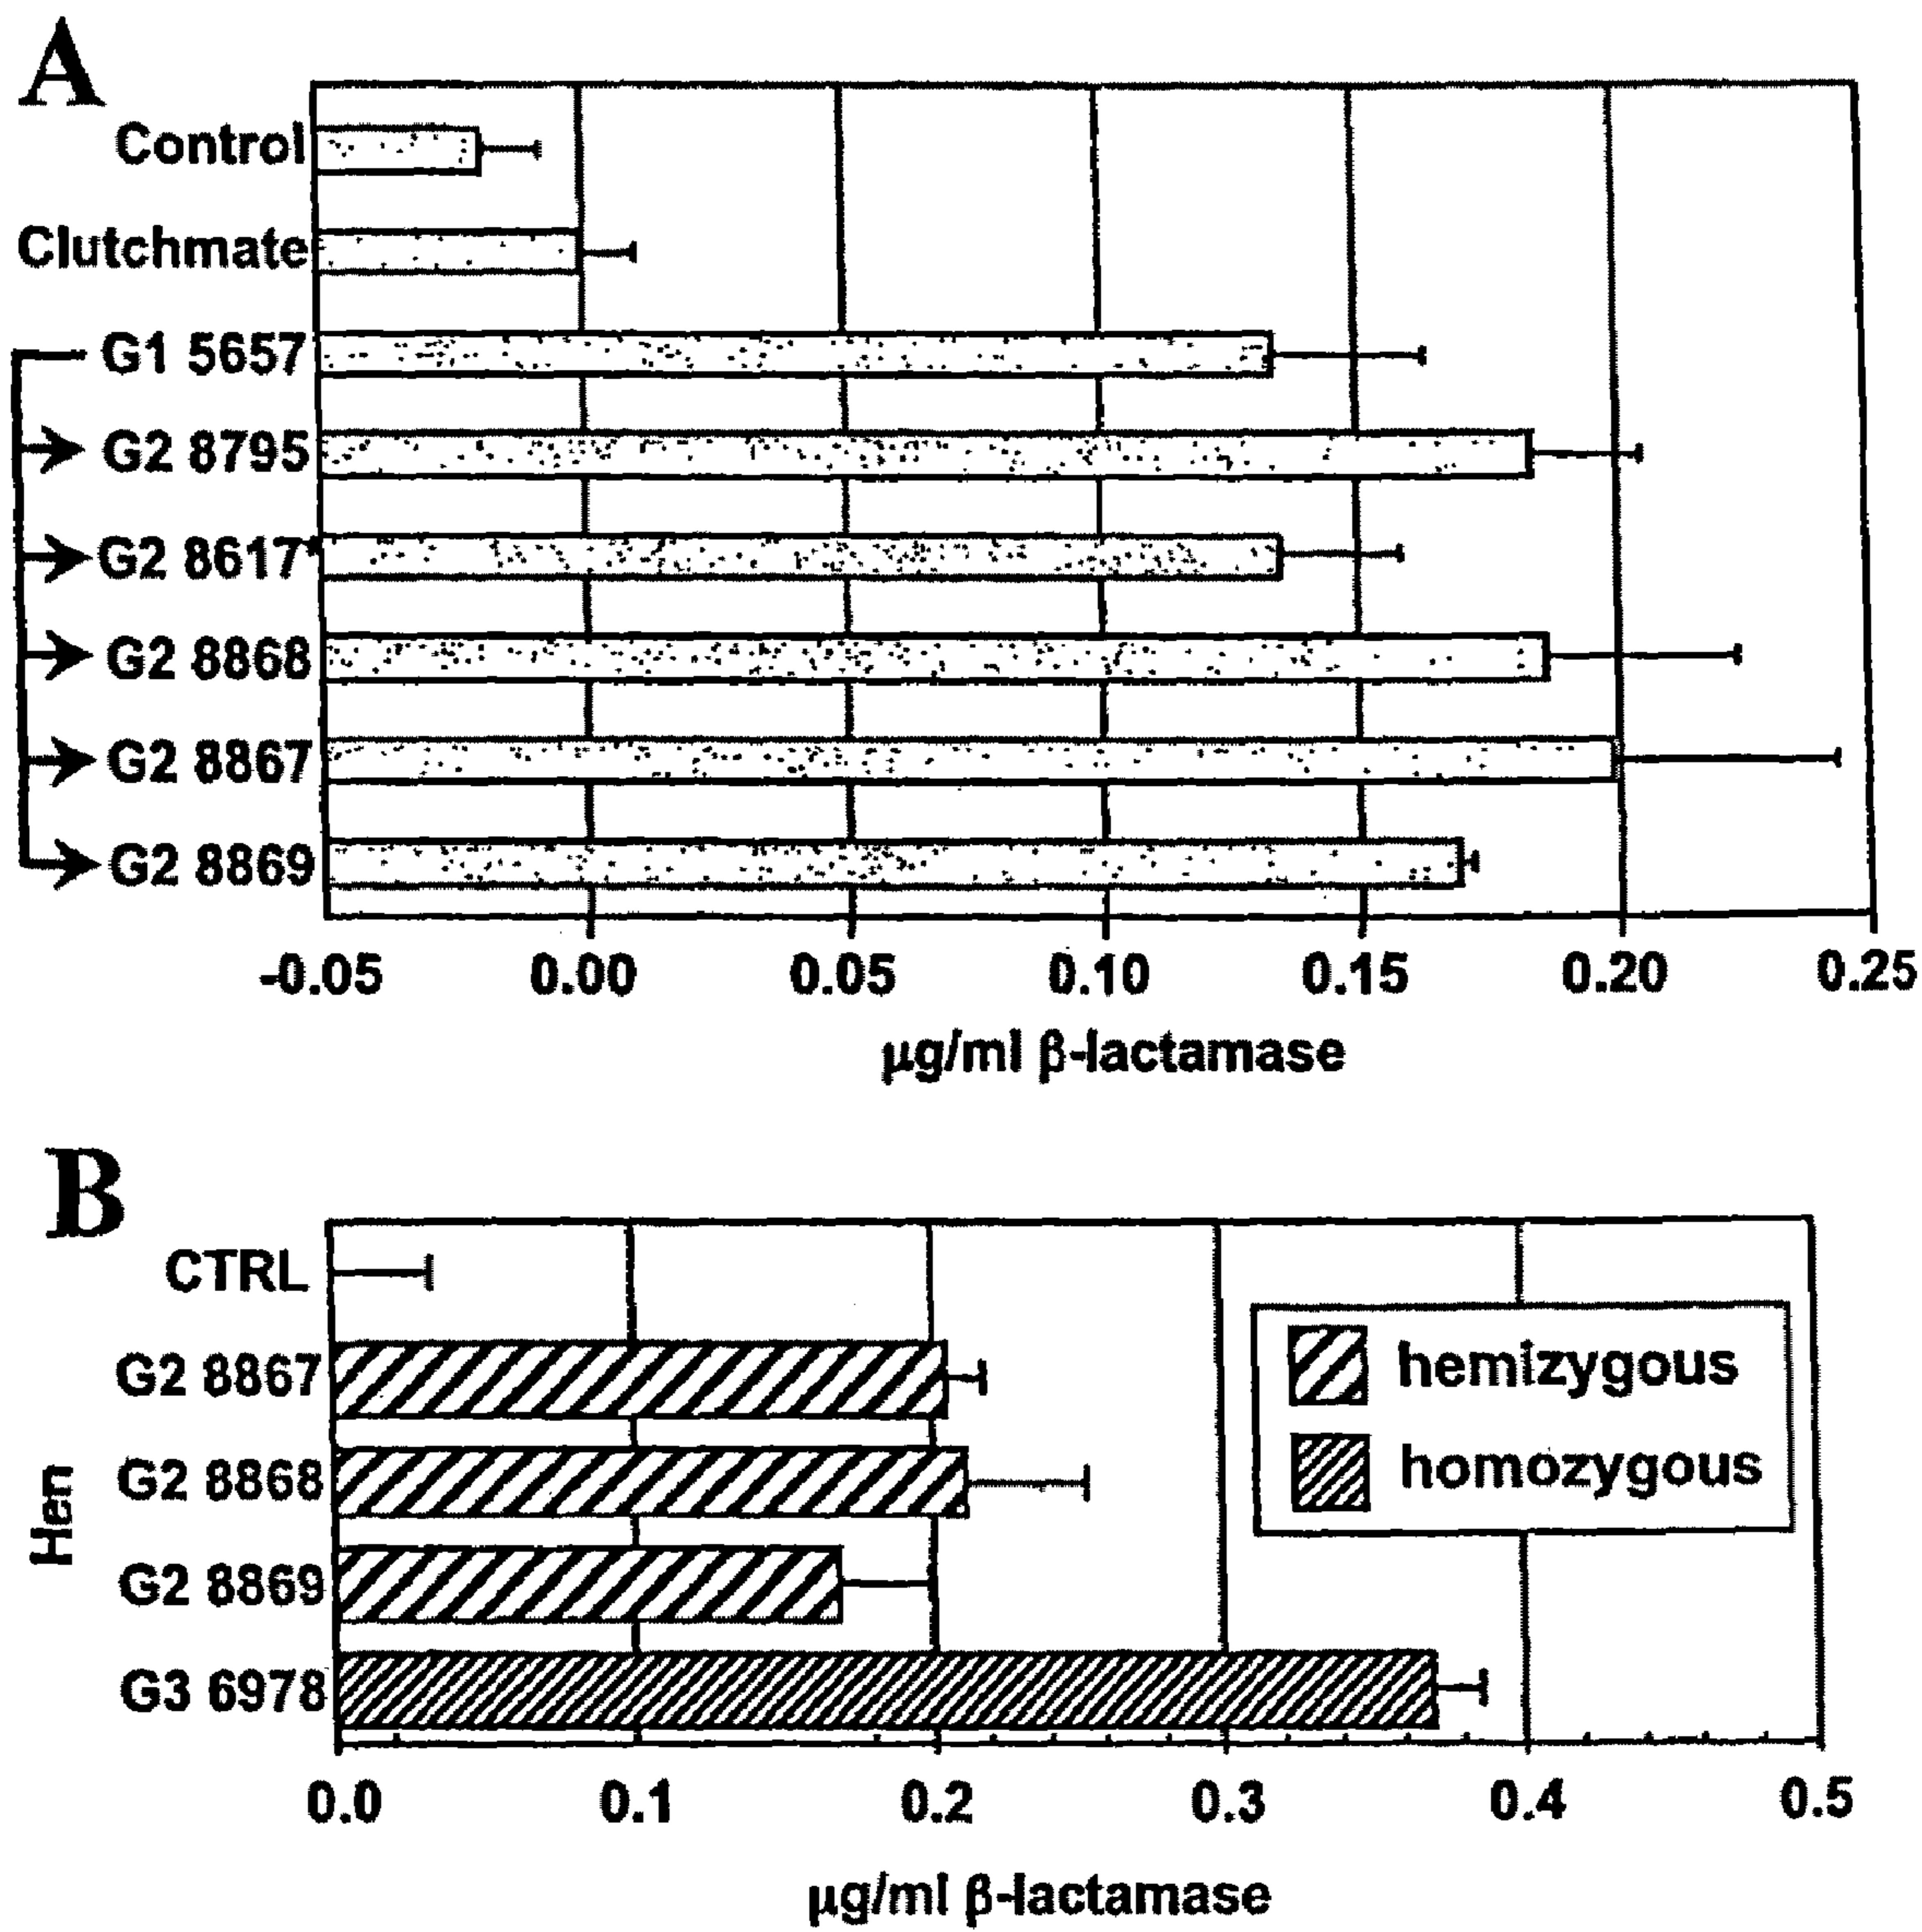 A
Control
Clutchmate
G1 5657
G2 8795
G2 8617
G2 8868
G2 8867
G2 8869
-0.05 0.00 0.05 0.10 0.15 0.20 0.25
µg/ml β-lactamase
B
CTRL
G2 8867
G2 8868
G2 8869
G3 6978
Hen
hemizygous
homozygous
0.0 0.1 0.2 0.3 0.4 0.5
µg/ml β-lactamase